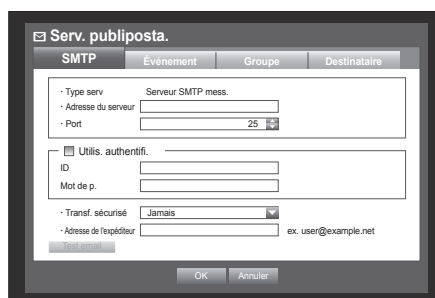 Serv. publiposta.
SMTP Événement Groupe Destinataire
· Type serv Serveur SMTP mess.
· Adresse du serveur
· Port 25
Utilis. authentifi.
ID
Mot de p.
· Transf. sécurisé Jamais
· Adresse de l'expéditeur ex. user@example.net
Test email
OK Annuler